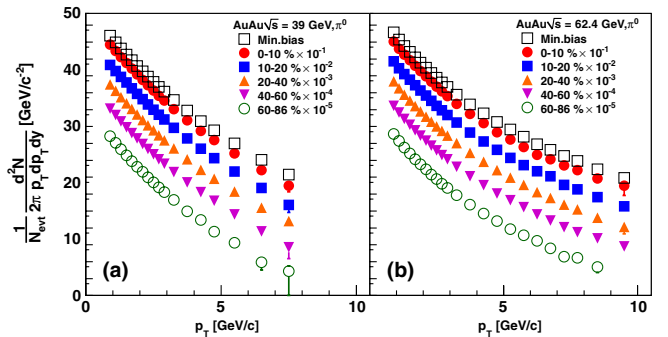 AuAu√s = 39 GeV,π⁰
Min.bias
0-10 % × 10⁻¹
10-20 % × 10⁻²
20-40 % × 10⁻³
40-60 % × 10⁻⁴
60-86 % × 10⁻⁵
AuAu√s = 62.4 GeV,π⁰
Min.bias
0-10 % × 10⁻¹
10-20 % × 10⁻²
20-40 % × 10⁻³
40-60 % × 10⁻⁴
60-86 % × 10⁻⁵
1/N_evt d²N/2π p_T dp_T dy [GeV/c⁻²]
50
40
30
20
10
0
(a)
(b)
0 5 10
5 10
p_T [GeV/c]
p_T [GeV/c]